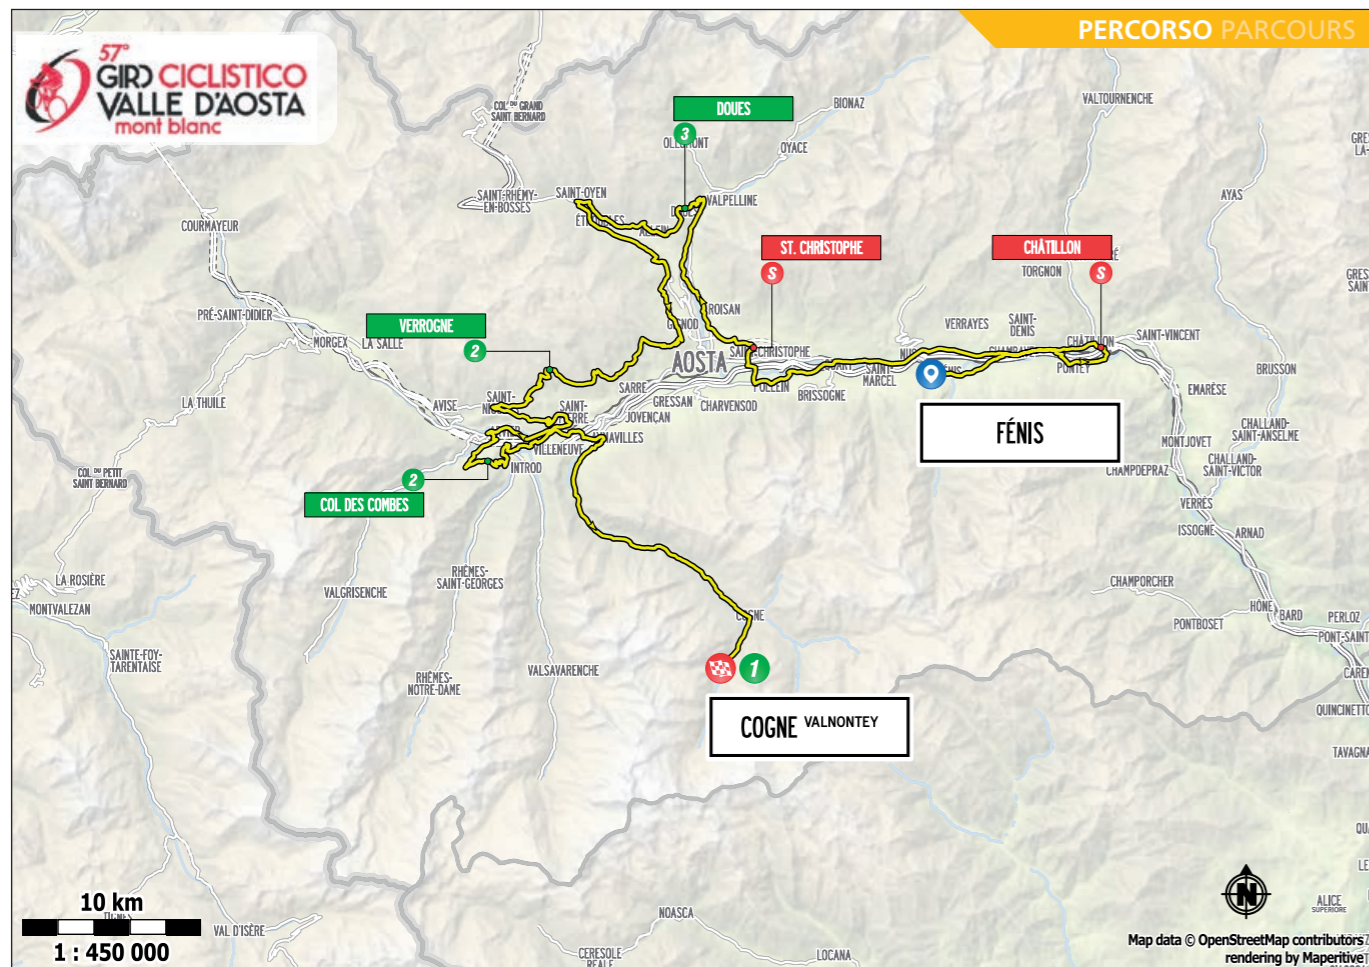 PERCORSO PARCOURS
57°
GIRO CICLISTICO
VALLE D'AOSTA
mont blanc
COL DU GRAND
SAINT BERNARD
DOUES
3
BIONAZ
VALTOURNENCHE
OYACE
SAINT-RHÉMY-
EN-BOSSES
SAINT-OYEN
VALPELLINE
AYAS
COURMAYEUR
ST. CHRISTOPHE
S
CHÂTILLON
S
TORGNON
PRÉ-SAINT-DIDIER
MORGEX
LA SALLE
VERROGNE
2
ROISAN
VERRAYES
SAINT-
DENIS
SAINT-VINCENT
AOSTA
PONTEY
BRUSSON
LA THUILE
AVISE
SARRE
GRESSAN
JOVENÇAN
CHARVENSOD
BRISSOGNE
SAINT-
MARCEL
EMARÈSE
FÉNIS
CHALLAND-
SAINT-ANSELME
MONTJOVET
VILLENEUVE
INTROD
COL DU PETIT
SAINT BERNARD
2
COL DES COMBES
CHAMPDEPRAZ
CHALLAND-
SAINT-VICTOR
VERRÈS
ISSOGNE
ARNAD
LA ROSIÈRE
MONTVALEZAN
VALGRISENCHE
RHÊMES-
SAINT-GEORGES
CHAMPORCHER
PONTBOSET
HÔNE
BARD
PERLOZ
SAINTE-FOY-
TARENTAISE
RHÊMES-
NOTRE-DAME
VALSAVARENCHE
1
COGNE VALNONTEY
10 km
1 : 450 000
VAL D'ISÈRE
NOASCA
CERESOLE
REALE
LOCANA
N
ALICE
SUPERIORE
Map data © OpenStreetMap contributors
rendering by Maperitive